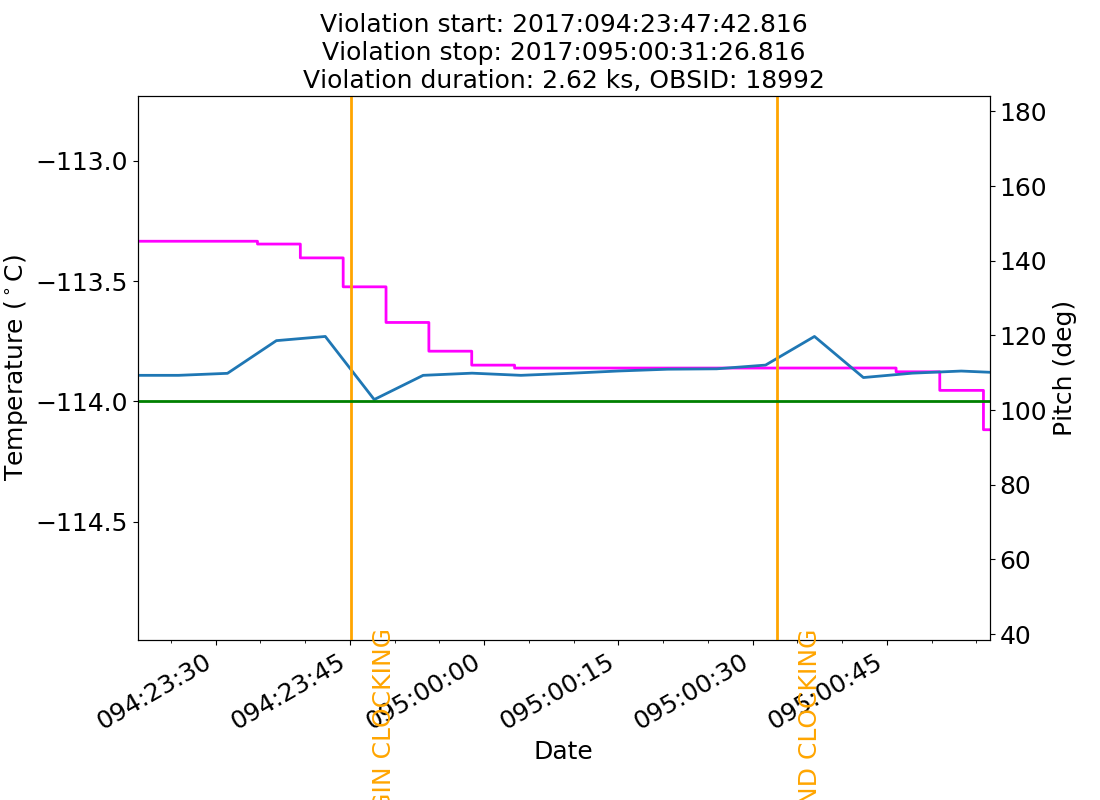 Violation start: 2017:094:23:47:42.816
Violation stop: 2017:095:00:31:26.816
Violation duration: 2.62 ks, OBSID: 18992
−113.0
−113.5
−114.0
−114.5
Temperature (°C)
180
160
140
120
100
80
60
40
Pitch (deg)
094:23:30
094:23:45
095:00:00
095:00:15
095:00:30
095:00:45
GIN CLOCKING
ND CLOCKING
Date